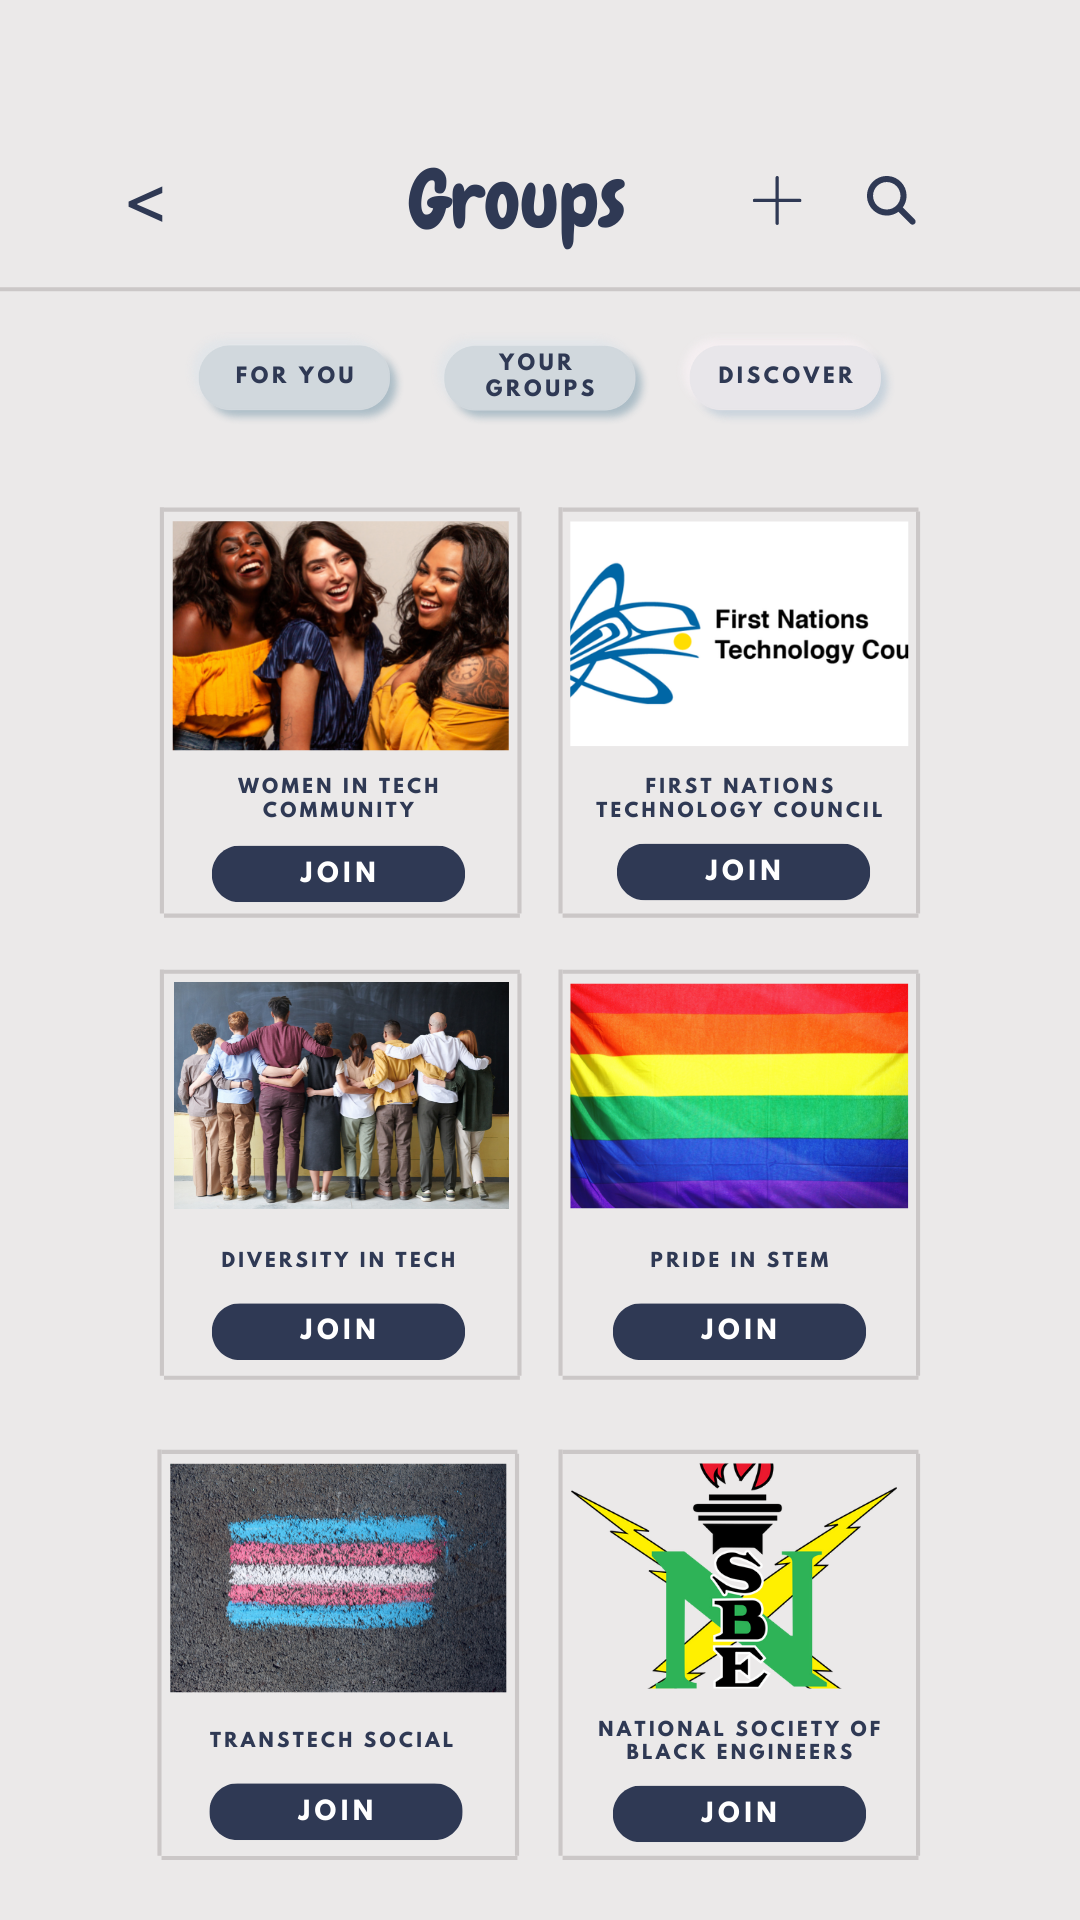 <
Groups
FOR YOU
YOUR
GROUPS
DISCOVER
First Nations
Technology Cou
WOMEN IN TECH
COMMUNITY
FIRST NATIONS
TECHNOLOGY COUNCIL
JOIN
JOIN
DIVERSITY IN TECH
PRIDE IN STEM
JOIN
JOIN
NSBE
TRANSTECH SOCIAL
NATIONAL SOCIETY OF
BLACK ENGINEERS
JOIN
JOIN